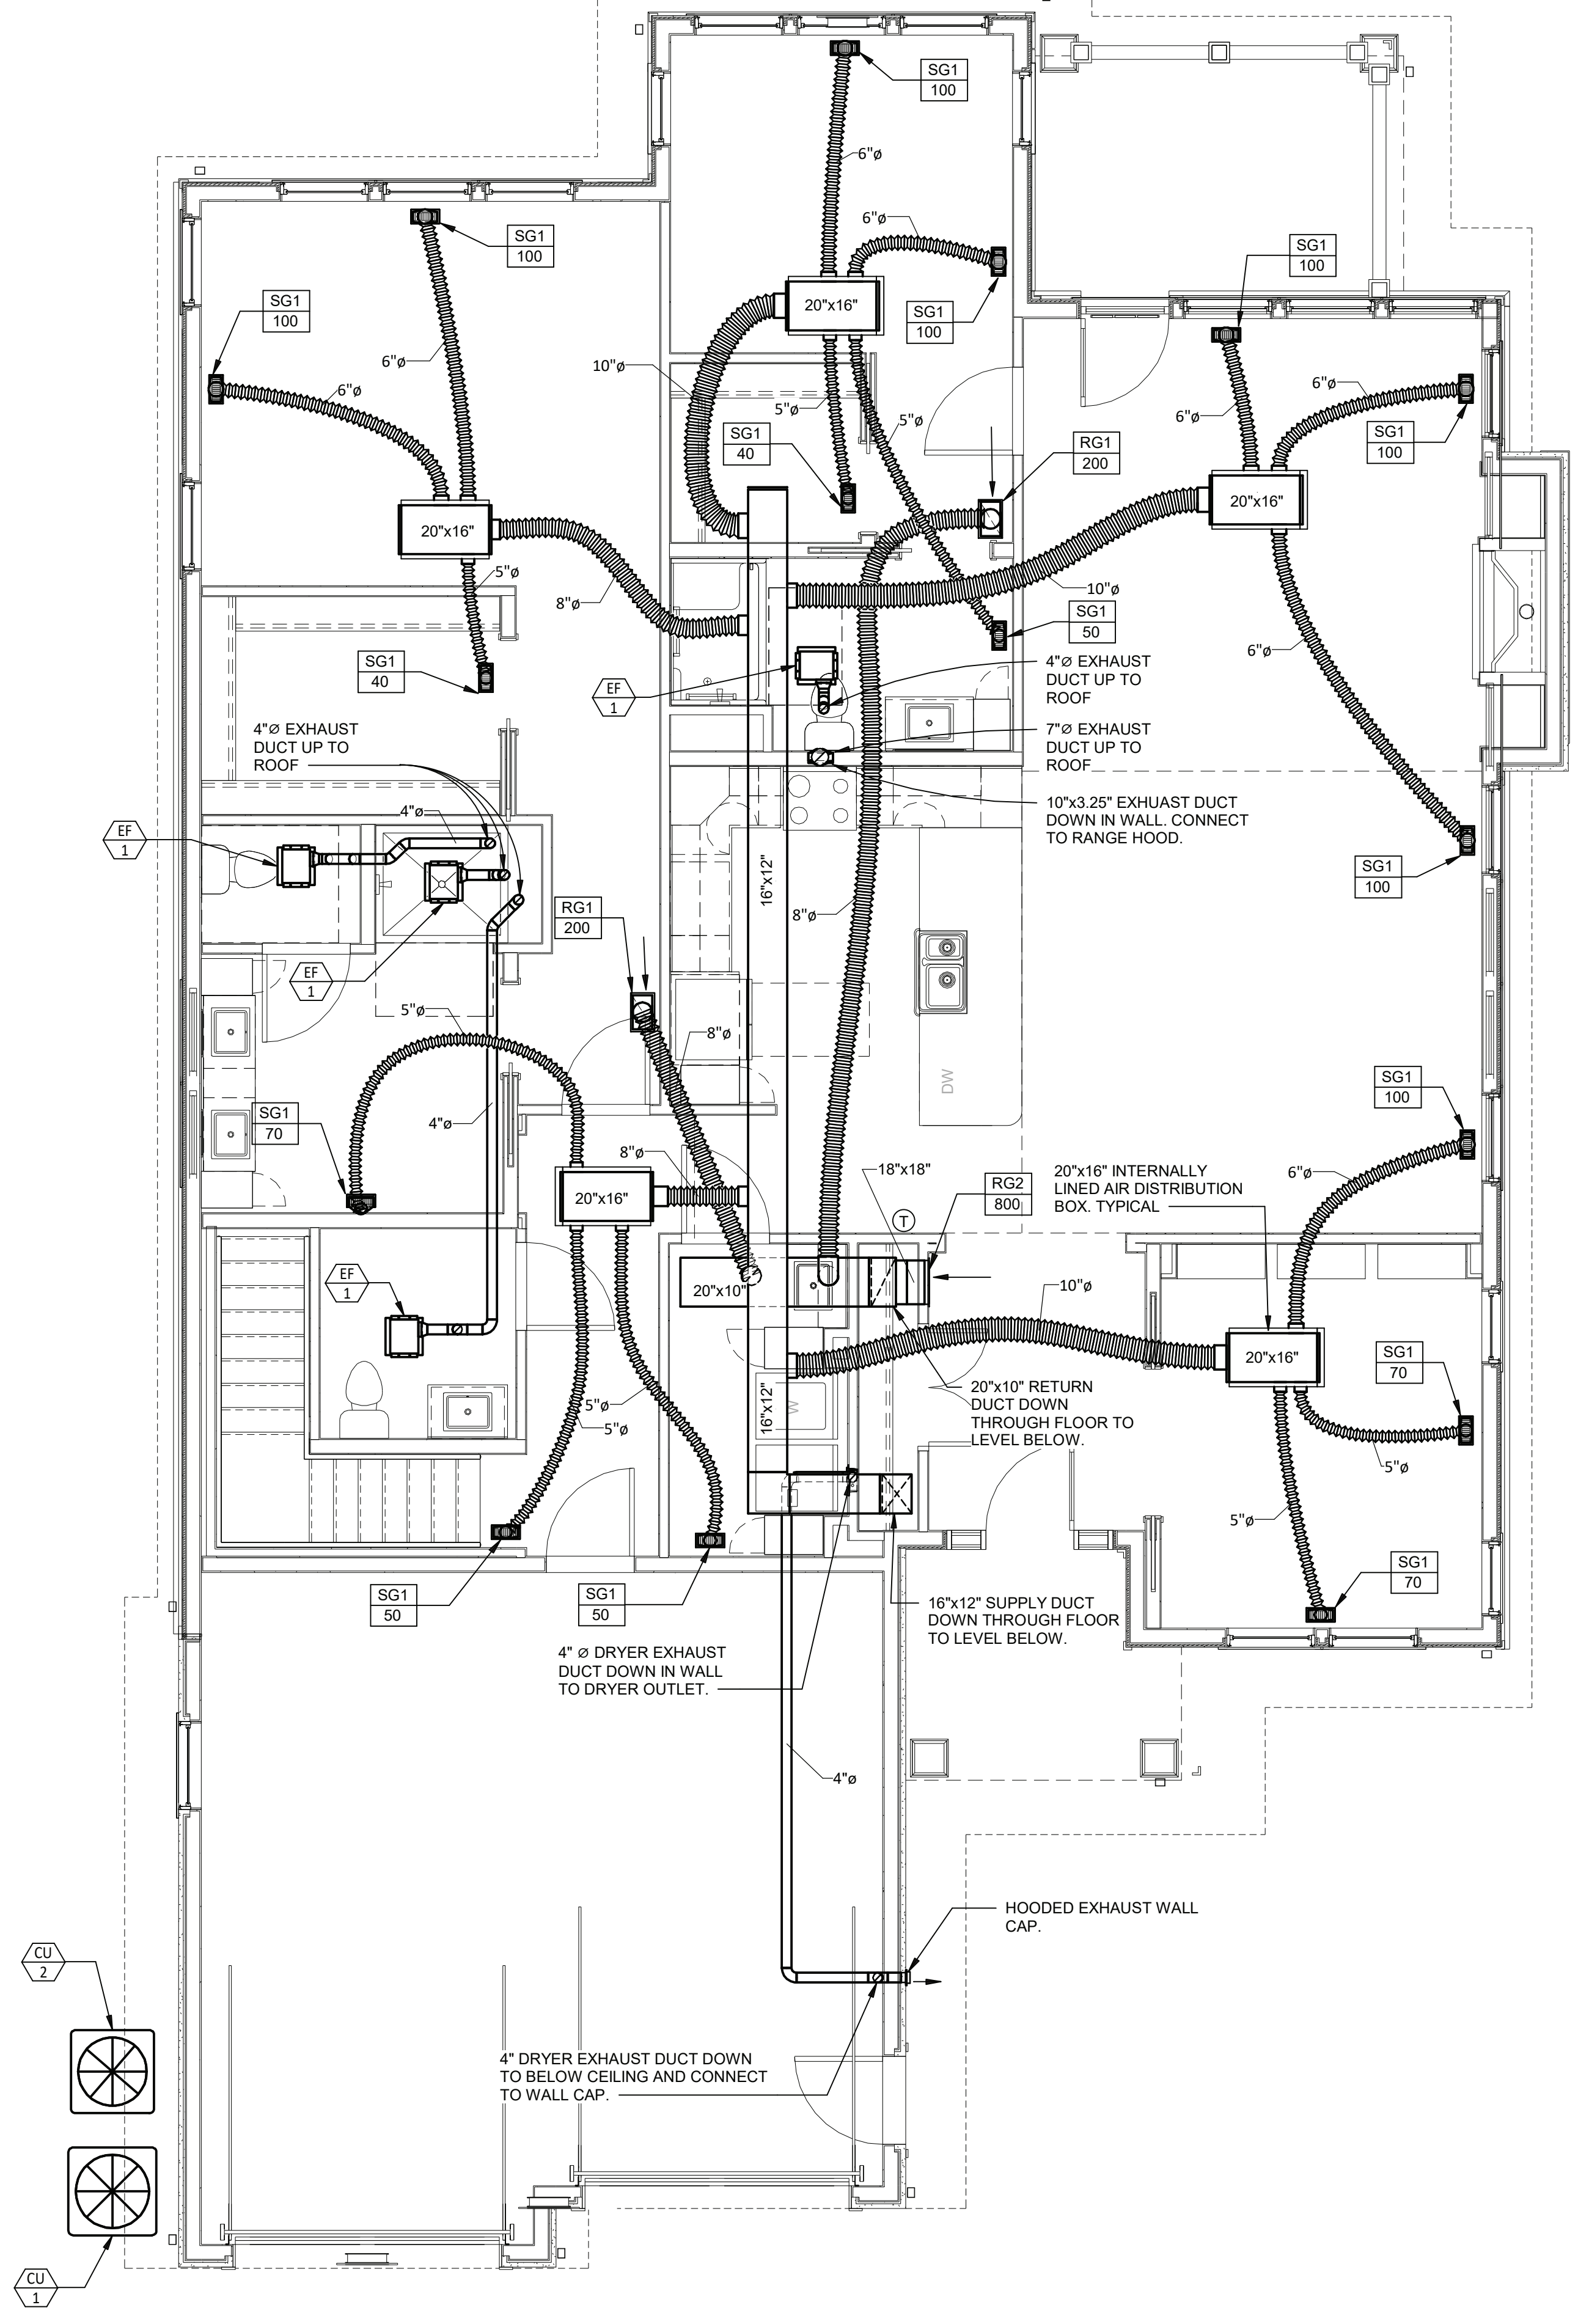 SG1
100
6"ø
6"ø
SG1
100
SG1
100
SG1
100
20"x16"
SG1
100
SG1
100
6"ø
6"ø
10"ø
6"ø
6"ø
5"ø
5"ø
SG1
40
SG1
100
RG1
200
20"x16"
20"x16"
5"ø
8"ø
10"ø
SG1
50
SG1
40
EF
1
4"Ø EXHAUST
DUCT UP TO
ROOF
6"ø
4"Ø EXHAUST
DUCT UP TO
ROOF
7"Ø EXHAUST
DUCT UP TO
ROOF
10"x3.25" EXHUAST DUCT
DOWN IN WALL. CONNECT
TO RANGE HOOD.
4"ø
EF
1
16"x12"
SG1
100
RG1
200
8"ø
EF
1
5"ø
8"ø
DW
SG1
100
SG1
70
4"ø
8"ø
18"x18"
20"x16" INTERNALLY
LINED AIR DISTRIBUTION
BOX. TYPICAL
6"ø
RG2
800
20"x16"
T
EF
1
20"x10"
10"ø
20"x16"
SG1
70
20"x10" RETURN
DUCT DOWN
THROUGH FLOOR TO
LEVEL BELOW.
5"ø
5"ø
16"x12"
W
5"ø
5"ø
SG1
50
SG1
50
SG1
70
16"x12" SUPPLY DUCT
DOWN THROUGH FLOOR
TO LEVEL BELOW.
4" Ø DRYER EXHAUST
DUCT DOWN IN WALL
TO DRYER OUTLET.
4"ø
HOODED EXHAUST WALL
CAP.
CU
2
4" DRYER EXHAUST DUCT DOWN
TO BELOW CEILING AND CONNECT
TO WALL CAP.
CU
1